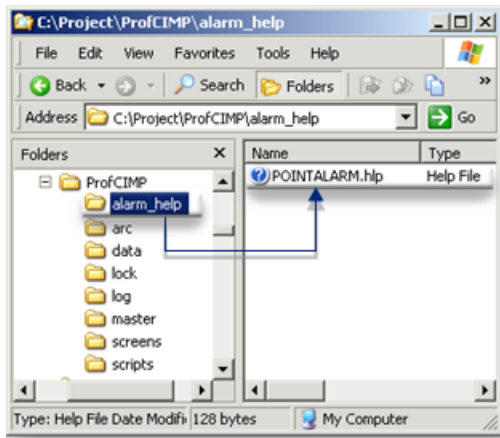 C:\Project\ProfCIMP\alarm_help
File Edit View Favorites Tools Help
Back Search Folders »
Address C:\Project\ProfCIMP\alarm_help Go
Folders × Name Type
ProfCIMP
alarm_help
arc
data
lock
log
master
screens
scripts
POINTALARM.hlp Help File
Type: Help File Date Modifi 128 bytes My Computer